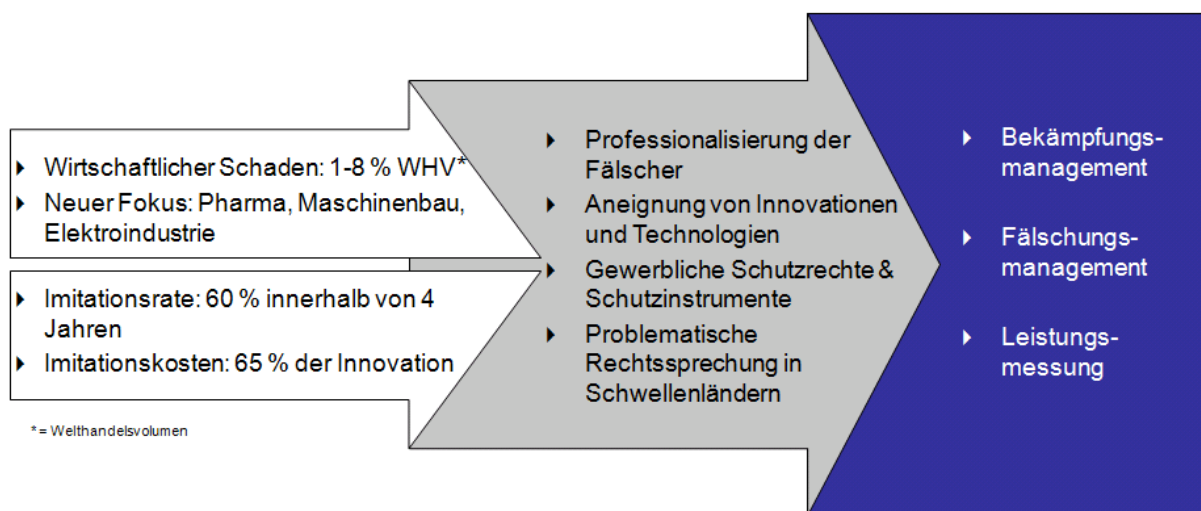 Wirtschaftlicher Schaden: 1-8 % WHV*
Neuer Fokus: Pharma, Maschinenbau,
Elektroindustrie
Imitationsrate: 60 % innerhalb von 4
Jahren
Imitationskosten: 65 % der Innovation
* = Welthandelsvolumen
Professionalisierung der
Fälscher
Aneignung von Innovationen
und Technologien
Gewerbliche Schutzrechte &
Schutzinstrumente
Problematische
Rechtssprechung in
Schwellenländern
Bekämpfungs-
management
Fälschungs-
management
Leistungs-
messung